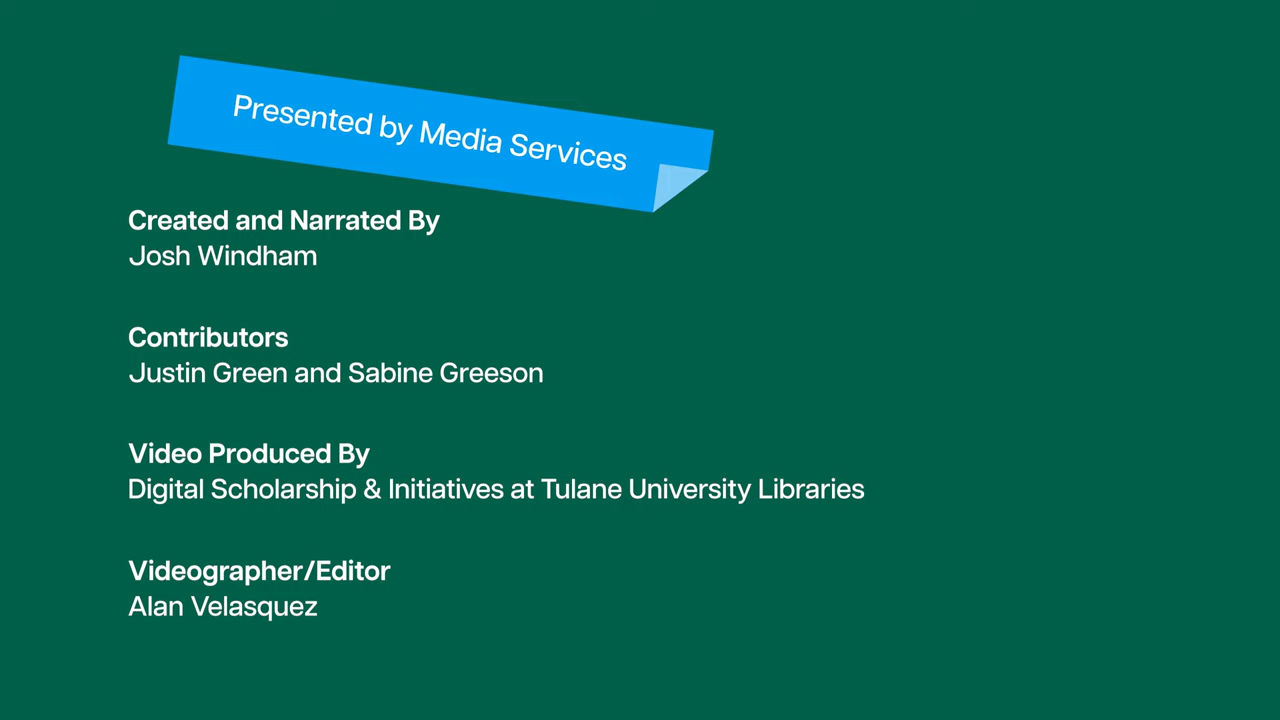 Presented by Media Services
Created and Narrated By
Josh Windham
Contributors
Justin Green and Sabine Greeson
Video Produced By
Digital Scholarship & Initiatives at Tulane University Libraries
Videographer/Editor
Alan Velasquez